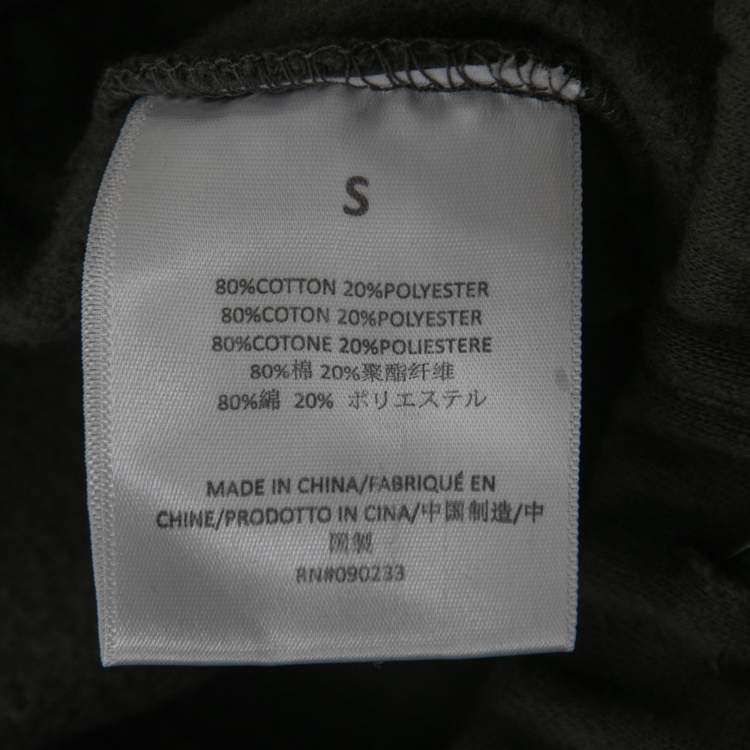 S
80%COTTON 20%POLYESTER
80%COTON 20%POLYESTER
80%COTONE 20%POLIESTERE
80%棉 20%聚酯纤维
80%綿 20% ポリエステル
MADE IN CHINA/FABRIQUÉ EN
CHINE/PRODOTTO IN CINA/中国制造/中
国製
RN#090233